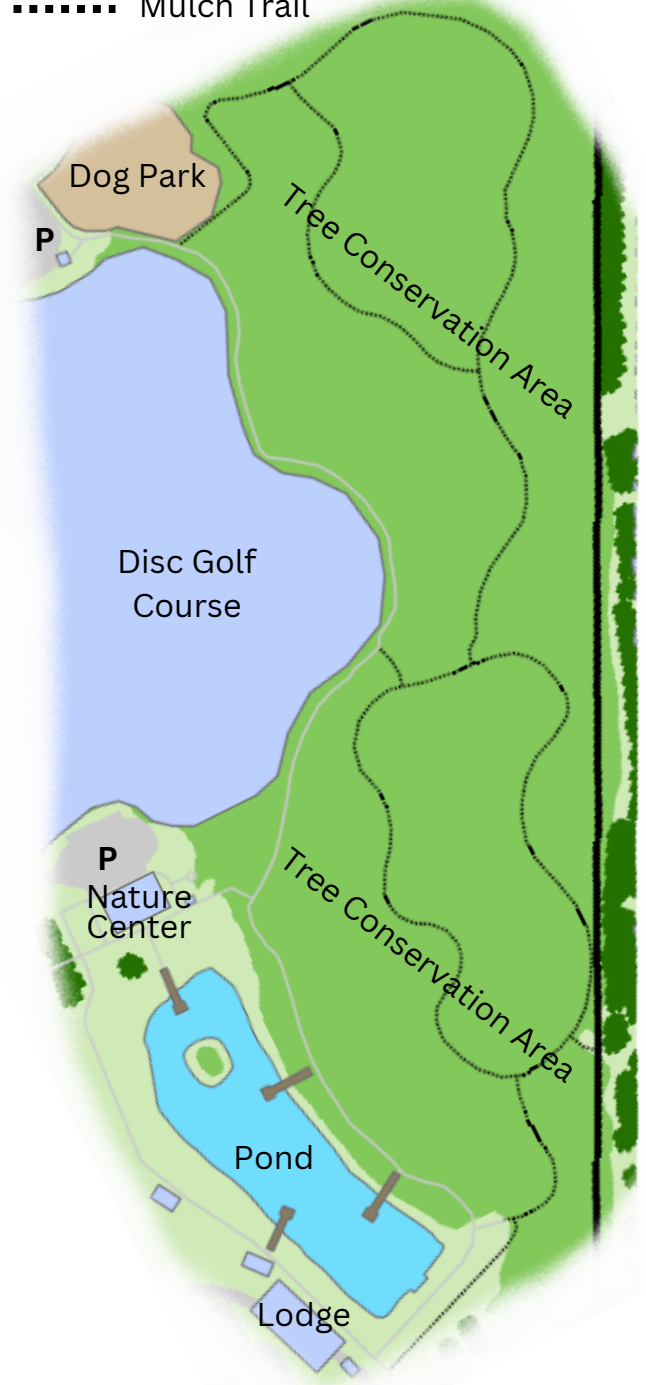 Mulch Trail
Dog Park
P
Tree Conservation Area
Disc Golf
Course
P
Nature
Center
Tree Conservation Area
Pond
Lodge